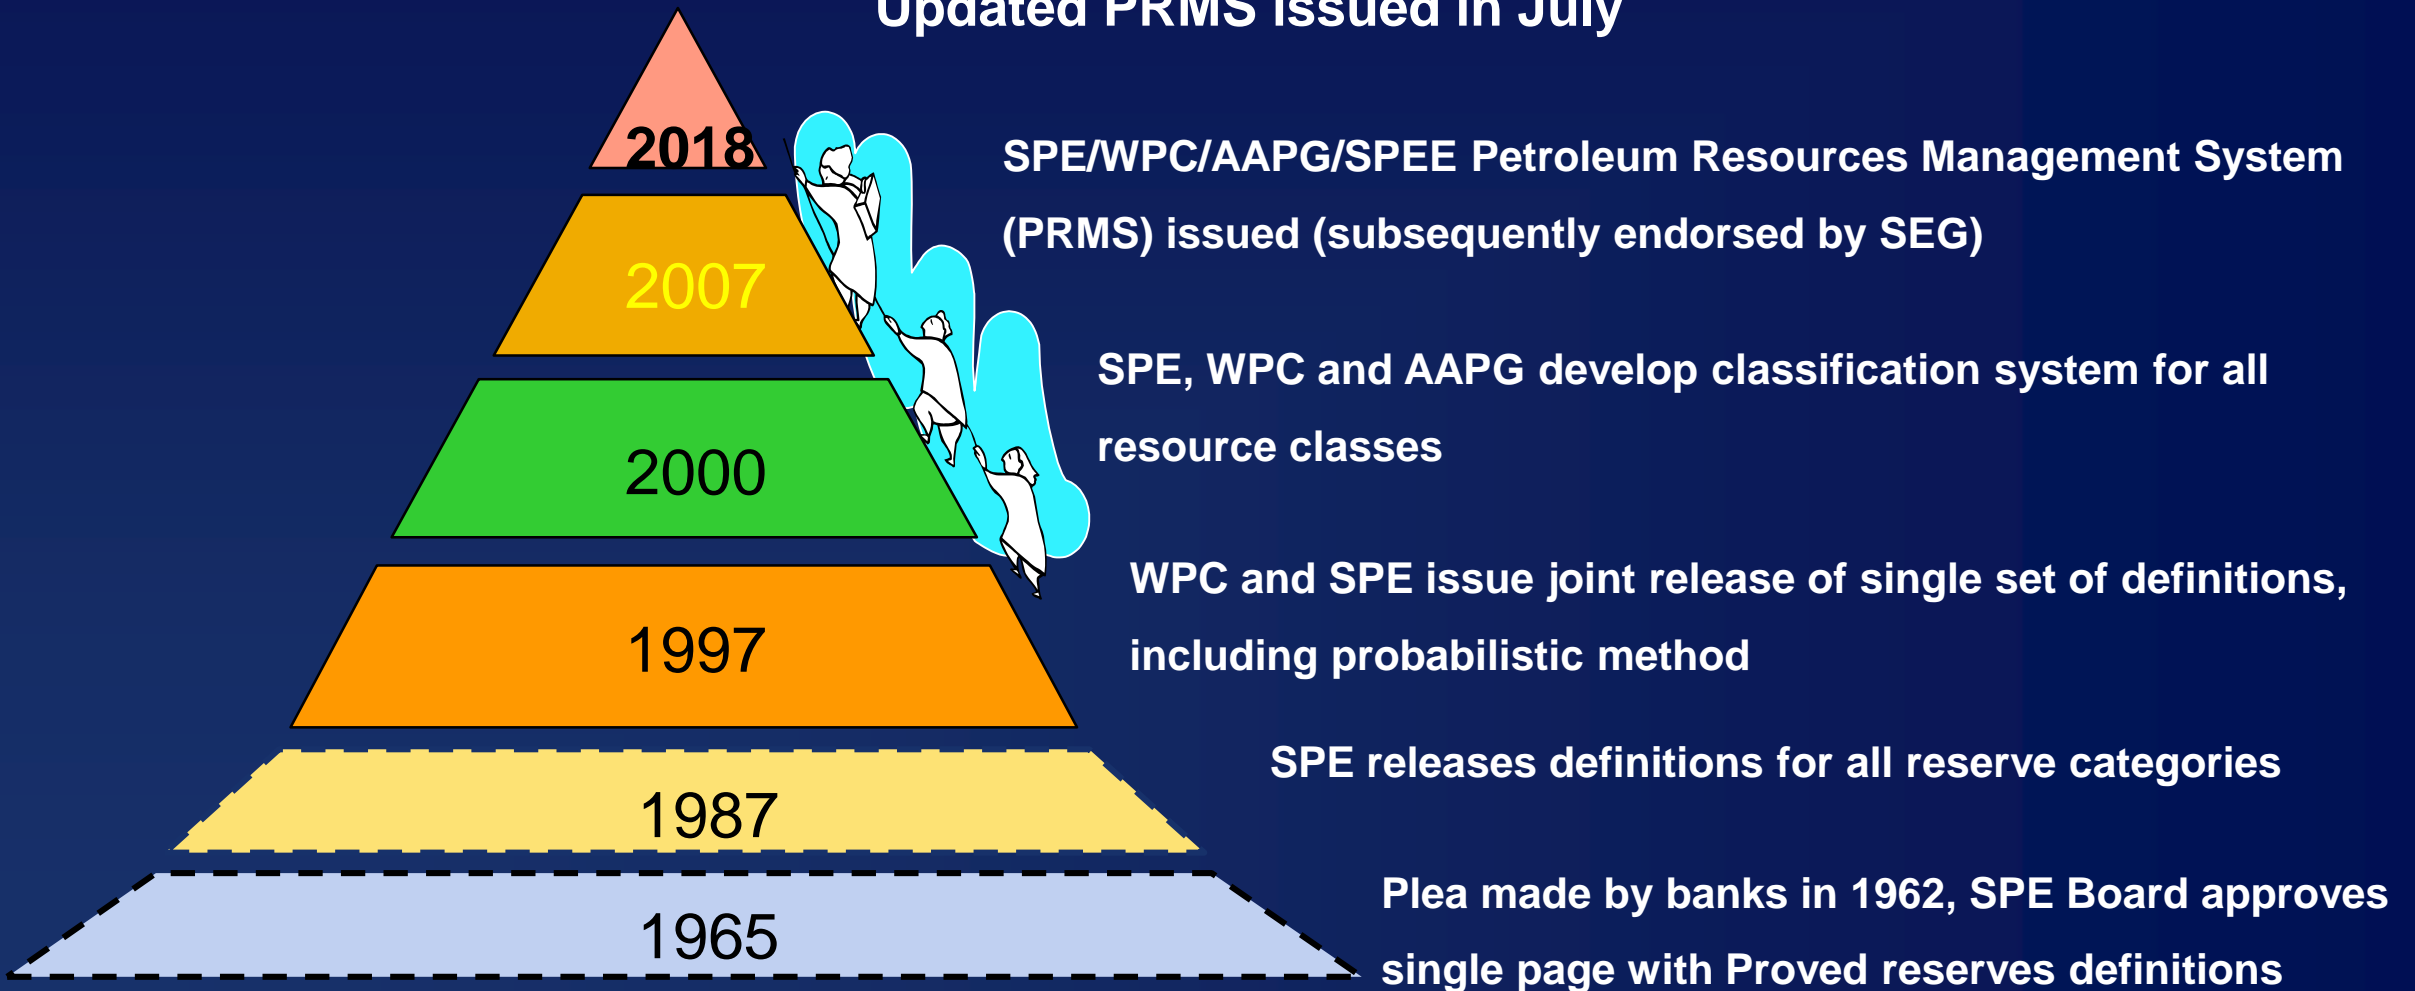 Updated PRMS issued in July
2018
SPE/WPC/AAPG/SPEE Petroleum Resources Management System
(PRMS) issued (subsequently endorsed by SEG)
2007
SPE, WPC and AAPG develop classification system for all
resource classes
2000
WPC and SPE issue joint release of single set of definitions,
including probabilistic method
1997
SPE releases definitions for all reserve categories
1987
Plea made by banks in 1962, SPE Board approves
single page with Proved reserves definitions
1965